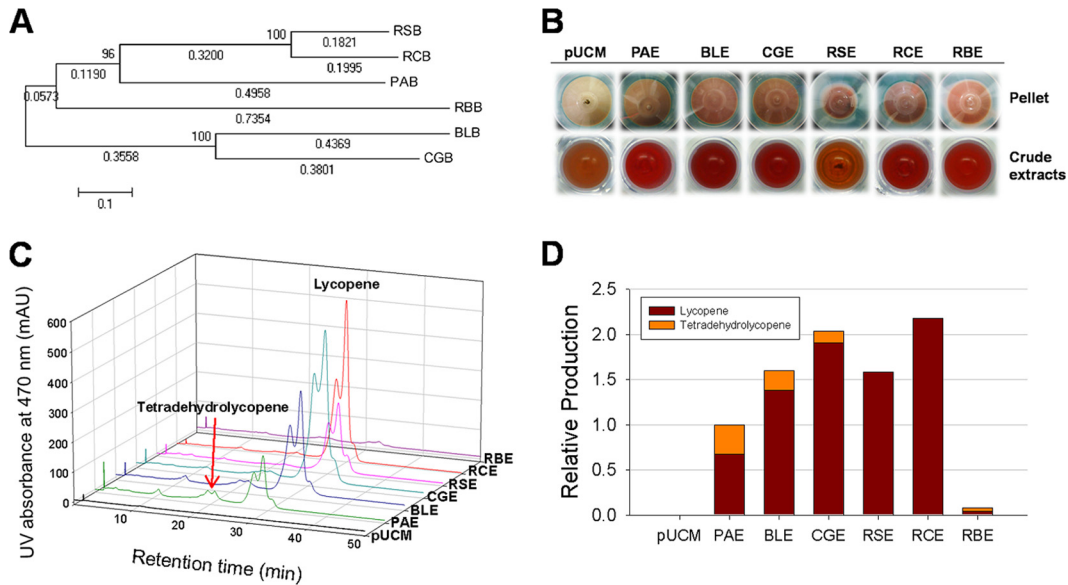 A
100
RSB
0.1821
96
0.3200
RCB
0.1995
0.1190
PAB
0.4958
0.0573
RBB
0.7354
100
BLB
0.4369
0.3558
CGB
0.3801
0.1
B
pUCM PAE BLE CGE RSE RCE RBE
Pellet
Crude
extracts
C
UV absorbance at 470 nm (mAU)
600
500
400
300
200
100
0
Lycopene
Tetradehydrolycopene
RBE
RCE
RSE
CGE
BLE
PAE
pUCM
10 20 30 40 50
Retention time (min)
D
Relative Production
2.5
2.0
1.5
1.0
0.5
0.0
Lycopene
Tetradehydrolycopene
pUCM PAE BLE CGE RSE RCE RBE